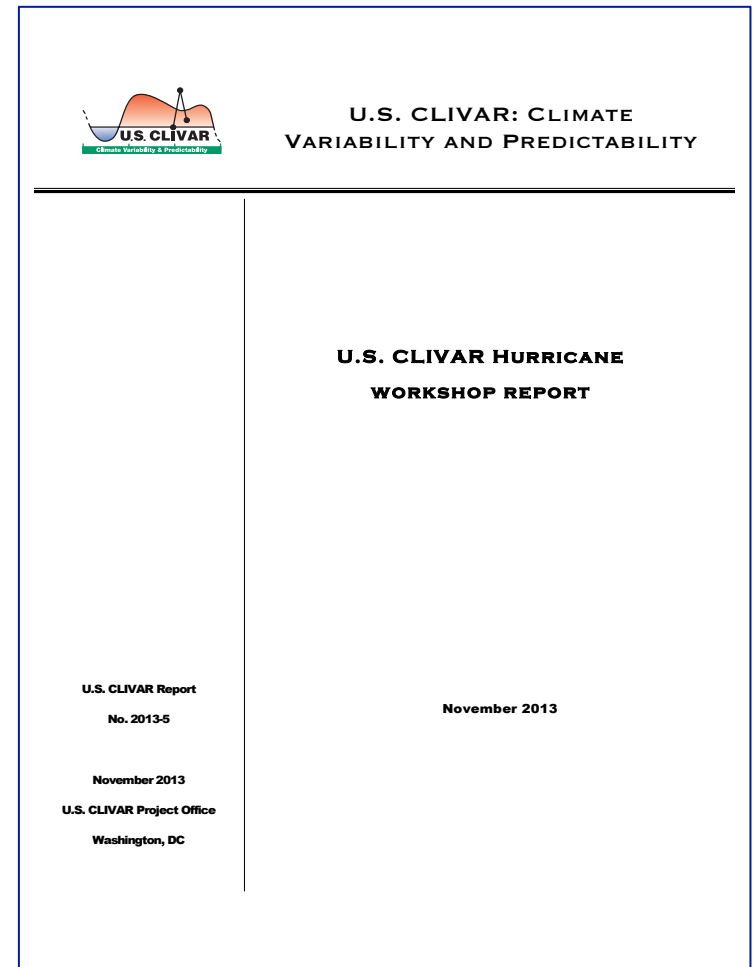 U.S. CLIVAR
Climate Variability & Predictability
U.S. CLIVAR: CLIMATE
VARIABILITY AND PREDICTABILITY
U.S. CLIVAR HURRICANE
WORKSHOP REPORT
U.S. CLIVAR Report
No. 2013-5
November 2013
U.S. CLIVAR Project Office
Washington, DC
November 2013